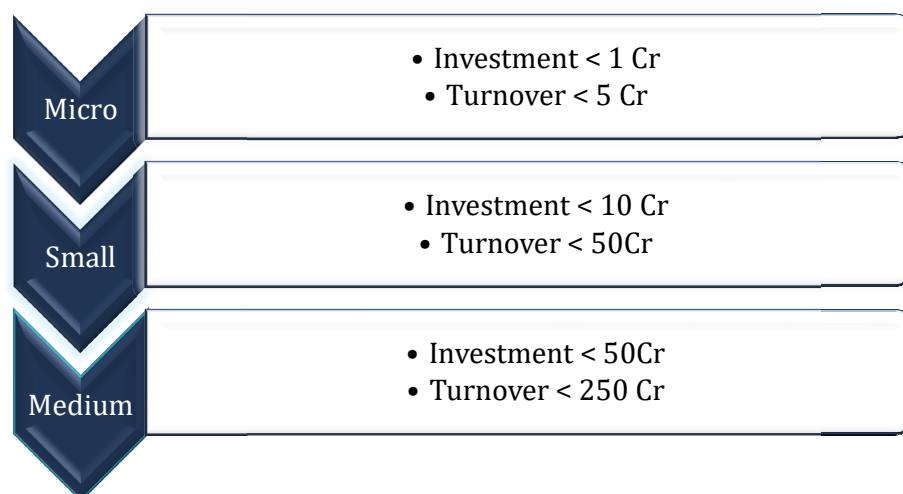 Micro
• Investment < 1 Cr
• Turnover < 5 Cr
Small
• Investment < 10 Cr
• Turnover < 50Cr
Medium
• Investment < 50Cr
• Turnover < 250 Cr